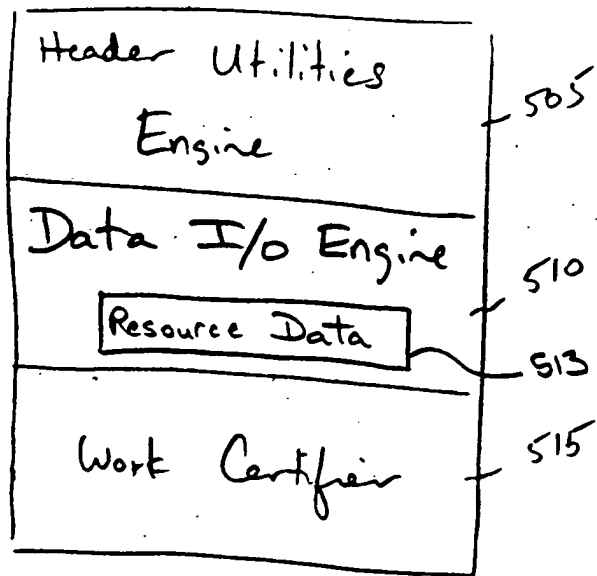 Header Utilities
Engine
505
Data I/O Engine
510
Resource Data
513
Work Certifier
515